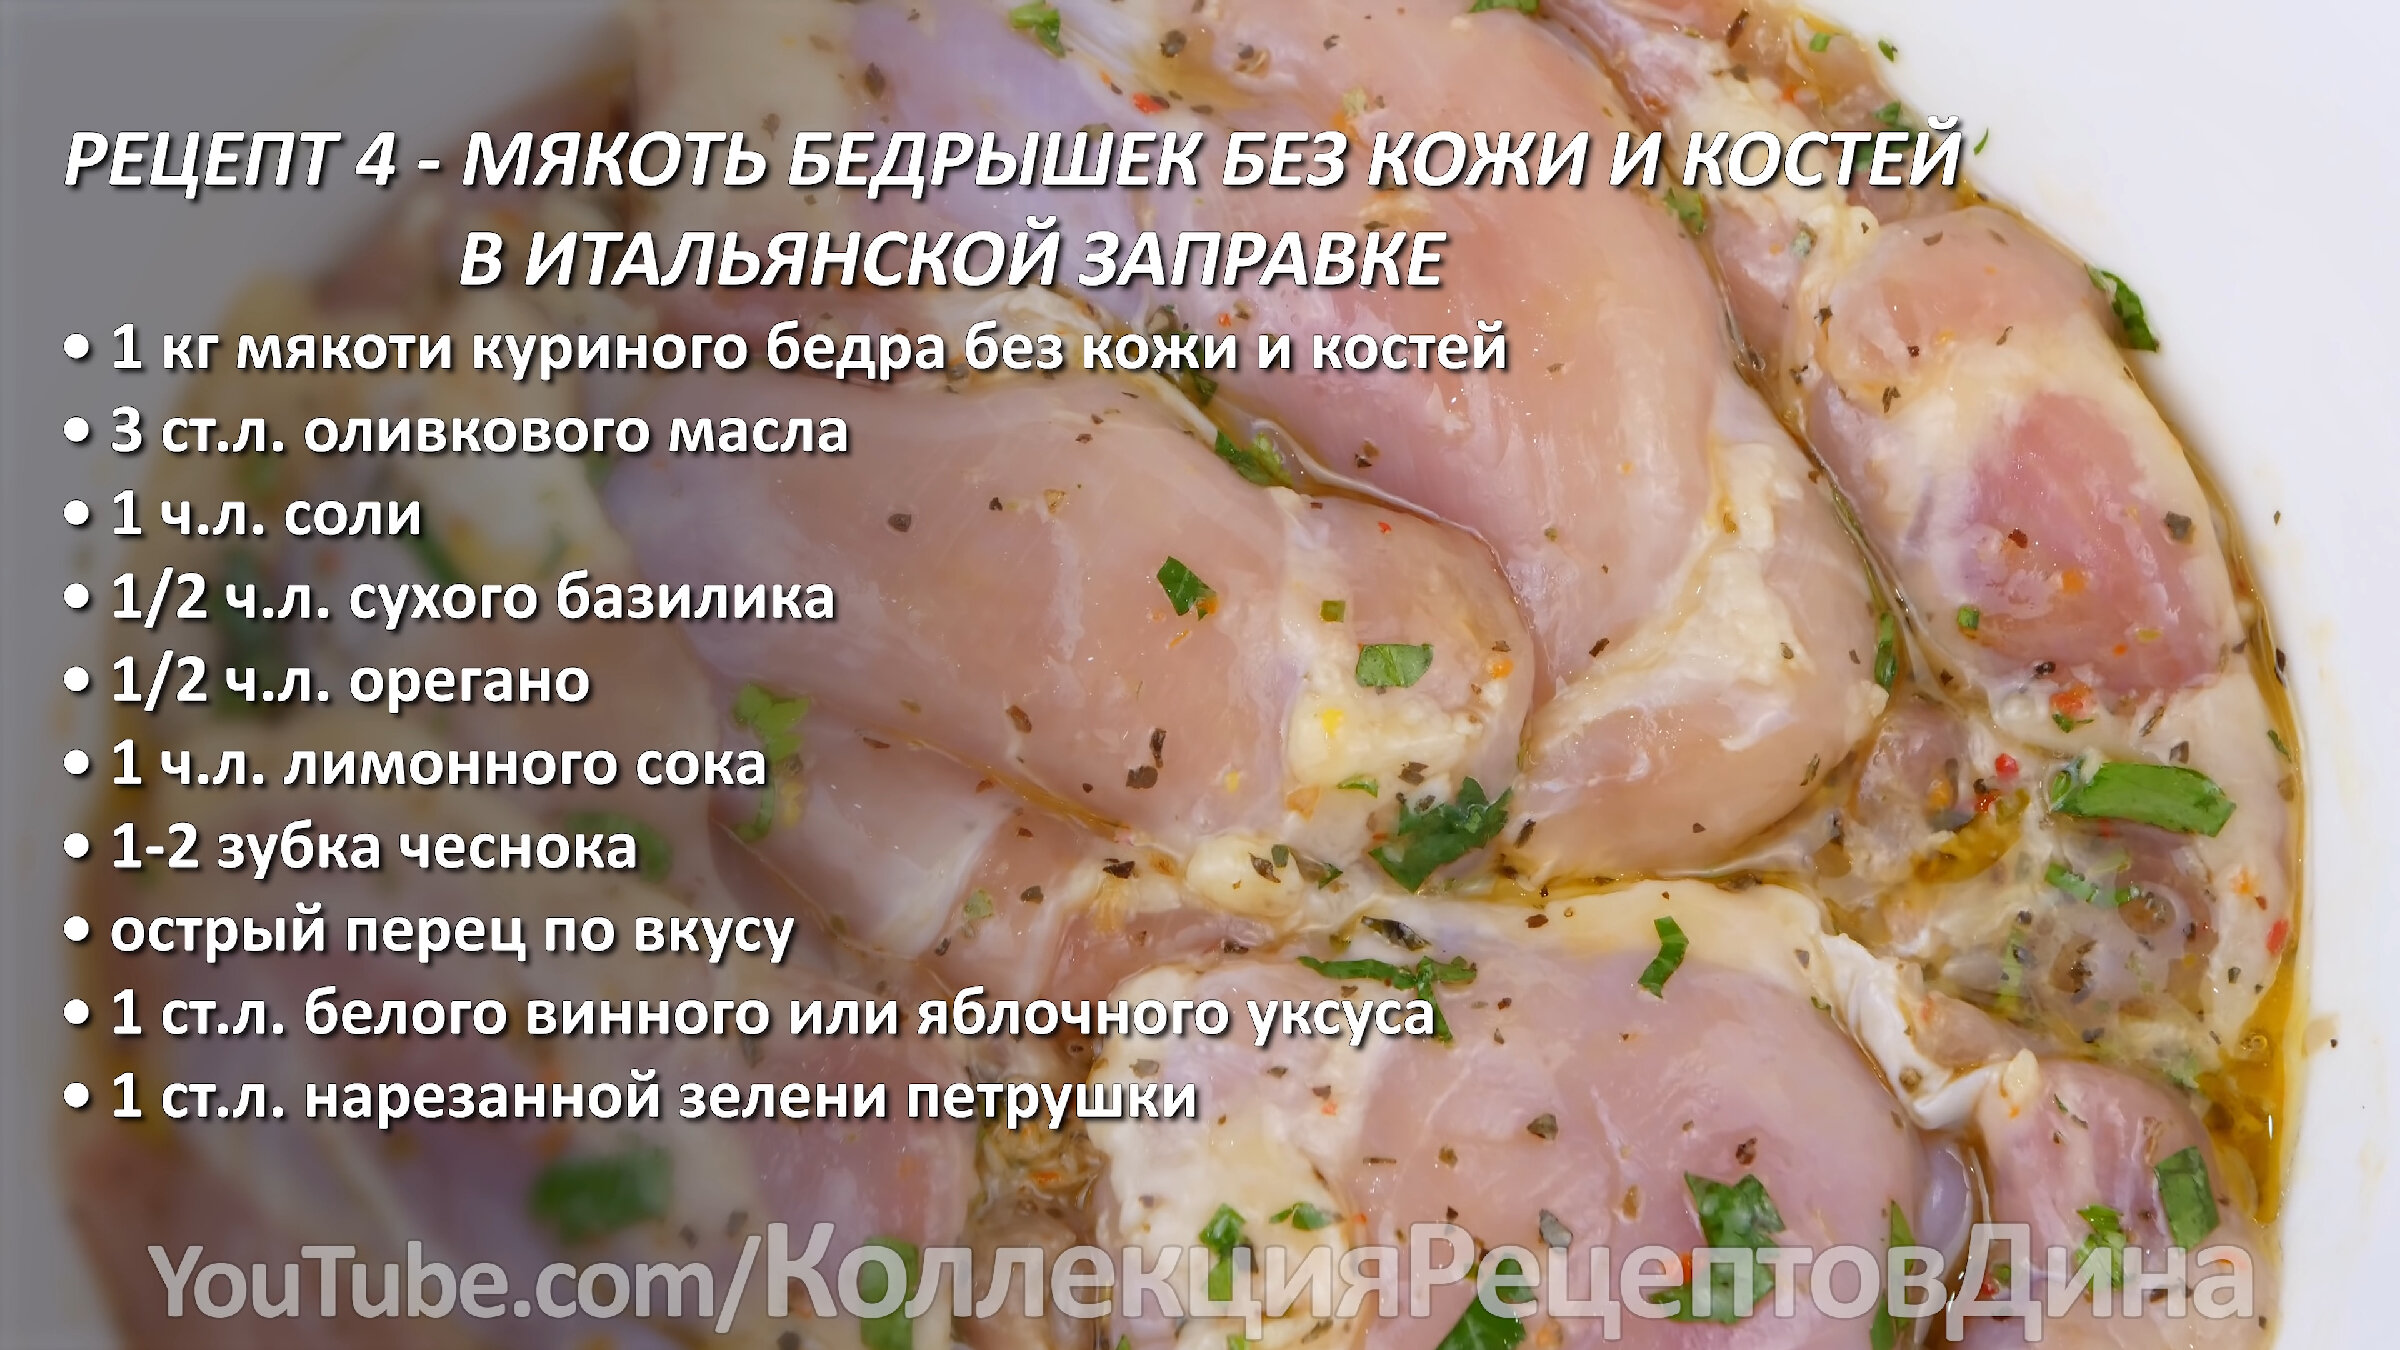 РЕЦЕПТ 4 - МЯКОТЬ БЕДРЫШЕК БЕЗ КОЖИ И КОСТЕЙ
В ИТАЛЬЯНСКОЙ ЗАПРАВКЕ
• 1 кг мякоти куриного бедра без кожи и костей
• 3 ст.л. оливкового масла
• 1 ч.л. соли
• 1/2 ч.л. сухого базилика
• 1/2 ч.л. орегано
• 1 ч.л. лимонного сока
• 1-2 зубка чеснока
• острый перец по вкусу
• 1 ст.л. белого винного или яблочного уксуса
• 1 ст.л. нарезанной зелени петрушки
YouTube.com/КоллекцияРецептовДина